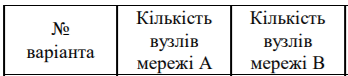 №
варіанта
Кількість
вузлів
мережі А
Кількість
вузлів
мережі В